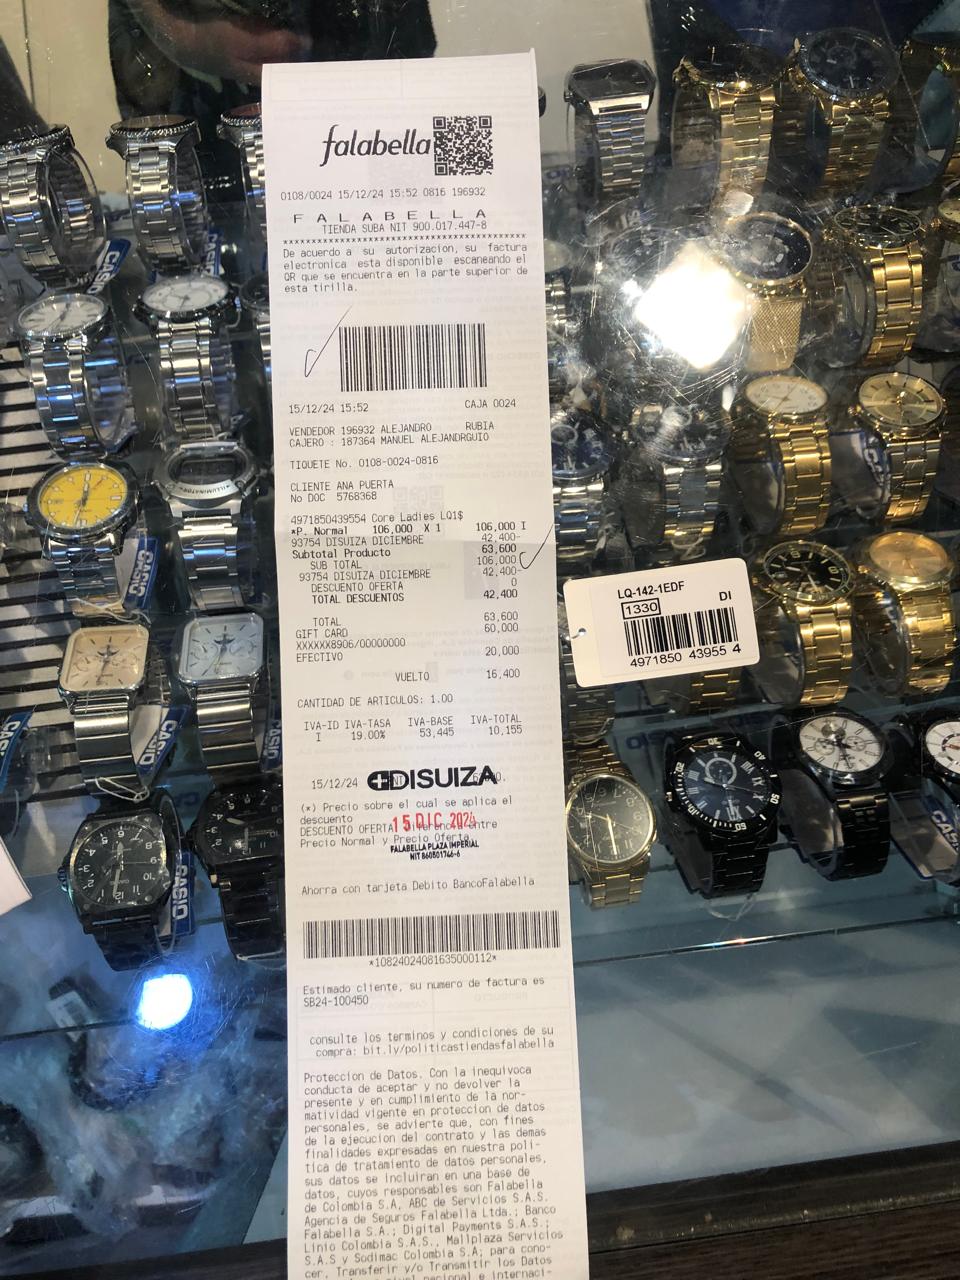 falabella
0108/0024 15/12/24 15:52 0816 196932
F A L A B E L L A
TIENDA SUBA NIT 900.017.447-8
De acuerdo a su autorizacion, su factura
electronica esta disponible escaneando el
QR que se encuentra en la parte superior de
esta tirilla.
15/12/24 15:52 CAJA 0024
VENDEDOR 196932 ALEJANDRO RUBIA
CAJERO : 187364 MANUEL ALEJANDRGUIO
TIQUETE No. 0108-0024-0816
CLIENTE ANA PUERTA
No DOC 5768368
4971850439554 Core Ladies LQ1$
*P. Normal 106,000 X 1 106,000 I
93754 DISUIZA DICIEMBRE 42,400-
Subtotal Producto 63,600
SUB TOTAL 106,000
93754 DISUIZA DICIEMBRE 42,400-
DESCUENTO OFERTA 0
TOTAL DESCUENTOS 42,400
TOTAL 63,600
GIFT CARD 60,000
XXXXXX8906/00000000
EFECTIVO 20,000
VUELTO 16,400
CANTIDAD DE ARTICULOS: 1.00
IVA-ID IVA-TASA IVA-BASE IVA-TOTAL
I 19.00% 53,445 10,155
15/12/24
DISUIZA
(*) Precio sobre el cual se aplica el
descuento
15 DIC 2024
DESCUENTO OFERTA: Diferencia entre
Precio Normal y Precio Oferta.
FALABELLA PLAZA IMPERIAL
NIT 860501746-6
Ahorra con tarjeta Debito BancoFalabella
*10824024081635000112*
Estimado cliente, su numero de factura es
SB24-100450
consulte los terminos y condiciones de su
compra: bit.ly/politicastiendasfalabella
Proteccion de Datos. Con la inequivoca
conducta de aceptar y no devolver la
presente y en cumplimiento de la nor-
matividad vigente en proteccion de datos
personales, se advierte que, con fines
de la ejecucion del contrato y las demas
finalidades expresadas en nuestra poli-
tica de tratamiento de datos personales,
sus datos se incluiran en una base de
datos, cuyos responsables son Falabella
de Colombia S.A, ABC de Servicios S.A.S.
Agencia de Seguros Falabella Ltda.; Banco
Falabella S.A.; Digital Payments S.A.S.;
Linio Colombia S.A.S., Mallplaza Servicios
S.A.S y Sodimac Colombia S.A; para cono-
cer, Transferir y/o Transmitir los Datos
a nivel nacional e internaci-
LQ-142-1EDF
1330 DI
4971850 43955 4
CASIO
CASIO
CASIO
CASIO
CASIO
CASIO
CASIO
ILLUMINATOR